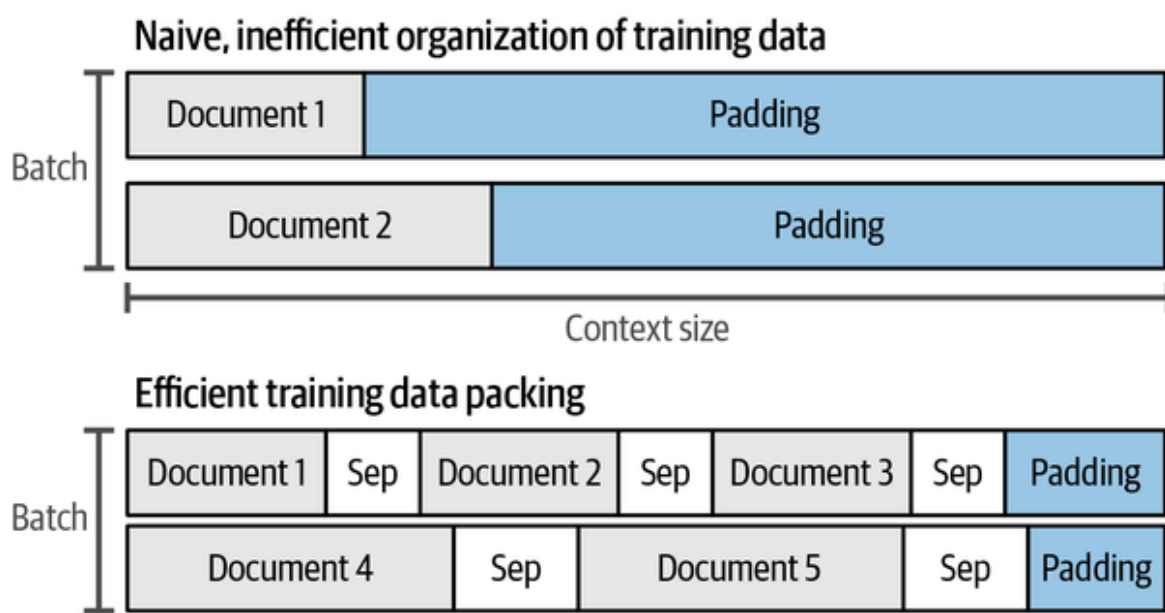 Naive, inefficient organization of training data
Document 1 Padding
Batch
Document 2 Padding
Context size
Efficient training data packing
Document 1 Sep Document 2 Sep Document 3 Sep Padding
Batch
Document 4 Sep Document 5 Sep Padding